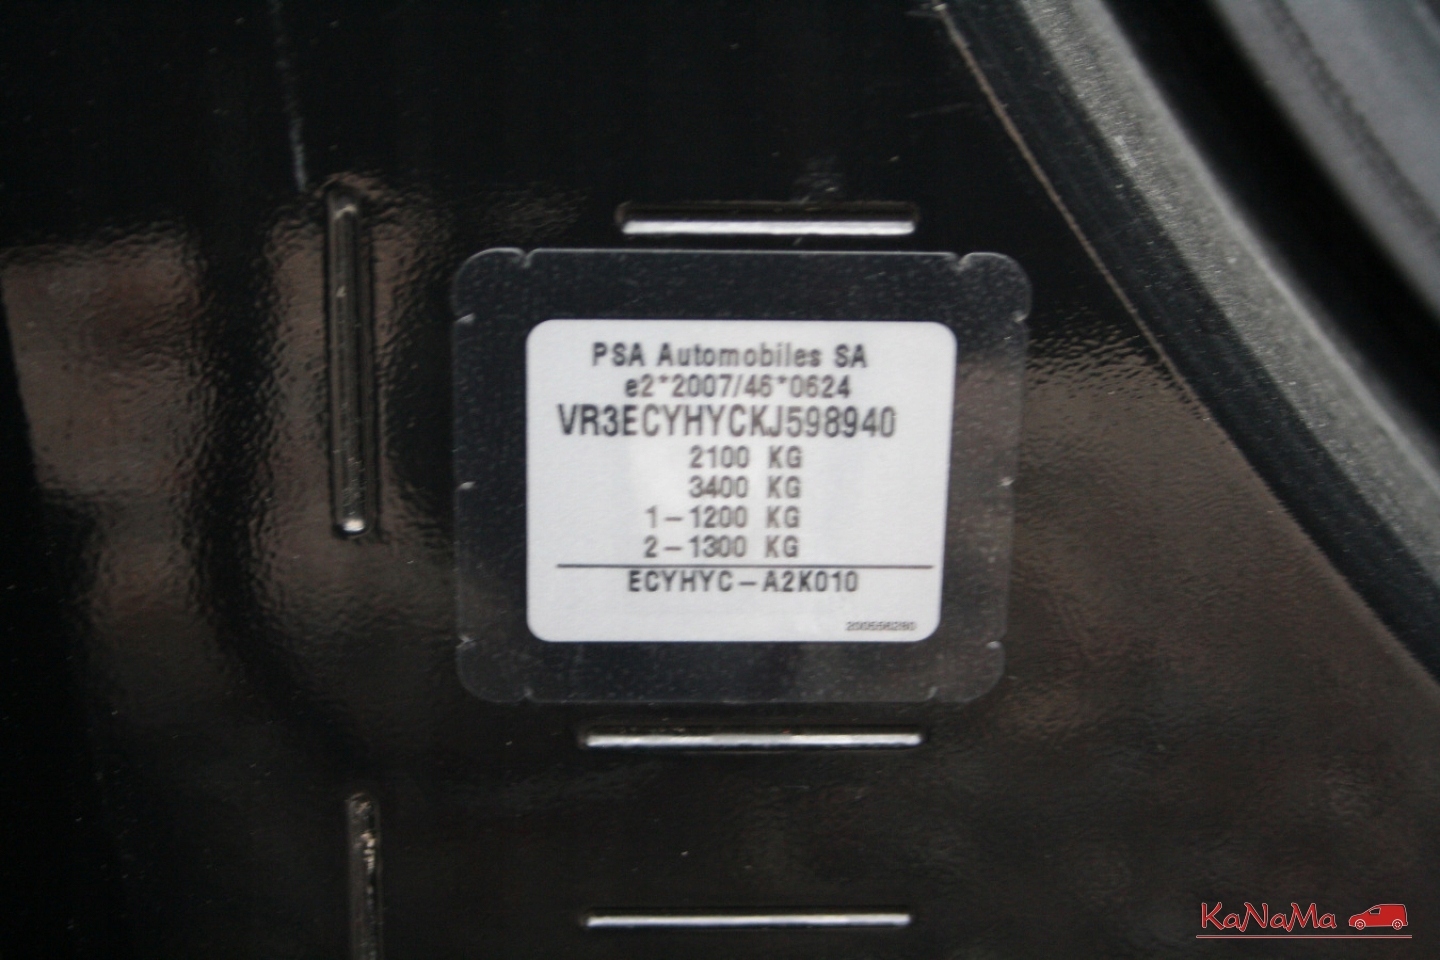 PSA Automobiles SA
e2*2007/46*0624
VR3ECYHYCKJ598940
2100 KG
3400 KG
1-1200 KG
2-1300 KG
ECYHYC-A2K010
200556280
KaNaMa